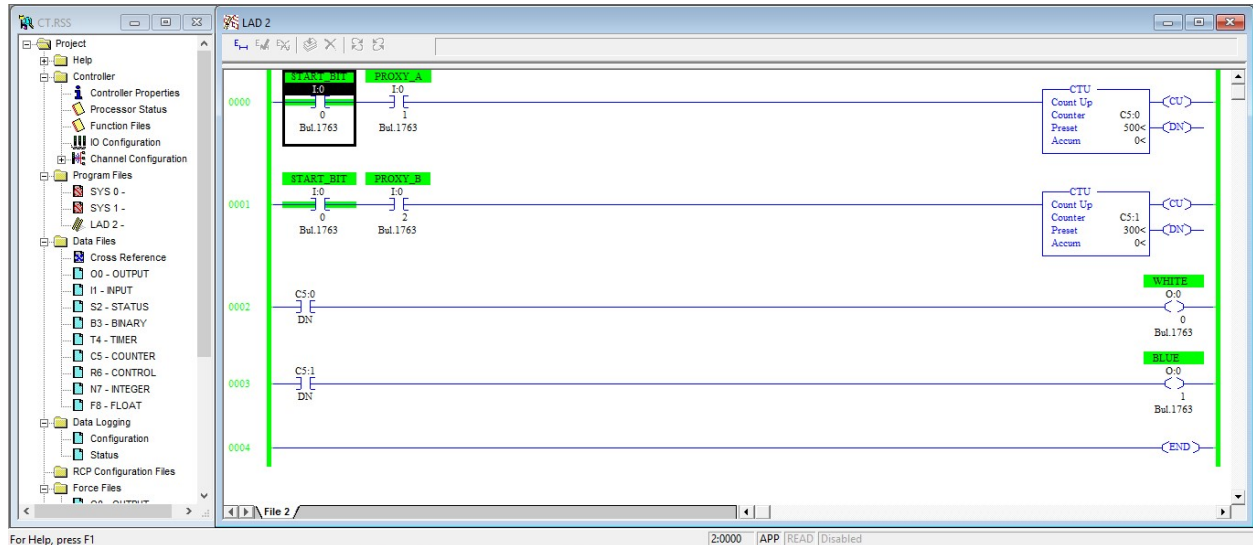 CT.RSS
Project
Help
Controller
Controller Properties
Processor Status
Function Files
IO Configuration
Channel Configuration
Program Files
SYS 0 -
SYS 1 -
LAD 2 -
Data Files
Cross Reference
O0 - OUTPUT
I1 - INPUT
S2 - STATUS
B3 - BINARY
T4 - TIMER
C5 - COUNTER
R6 - CONTROL
N7 - INTEGER
F8 - FLOAT
Data Logging
Configuration
Status
RCP Configuration Files
Force Files
LAD 2
0000
START_BIT PROXY_A
I:0 I:0
0 1
Bul.1763 Bul.1763
CTU
Count Up
Counter C5:0
Preset 500<
Accum 0<
CU
DN
0001
START_BIT PROXY_B
I:0 I:0
0 2
Bul.1763 Bul.1763
CTU
Count Up
Counter C5:1
Preset 300<
Accum 0<
CU
DN
0002
C5:0
DN
WHITE
O:0
0
Bul.1763
0003
C5:1
DN
BLUE
O:0
1
Bul.1763
0004
END
File 2
For Help, press F1
2:0000 APP READ Disabled